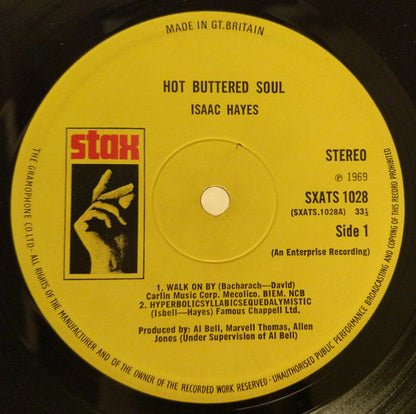 MADE IN GT.BRITAIN
HOT BUTTERED SOUL
ISAAC HAYES
stax
STEREO
℗ 1969
SXATS 1028
(SXATS.1028A) 33⅓
Side 1
(An Enterprise Recording)
1. WALK ON BY (Bacharach—David)
Carlin Music Corp, Mecolico, BIEM, NCB
2. HYPERBOLICSYLLABICSEQUEDALYMISTIC
(Isbell—Hayes) Famous Chappell Ltd.
Produced by: Al Bell, Marvell Thomas, Allen
Jones (Under Supervision of Al Bell)
THE GRAMOPHONE CO LTD. ALL RIGHTS OF THE MANUFACTURER AND OF THE OWNER OF THE RECORDED WORK RESERVED · UNAUTHORISED PUBLIC PERFORMANCE BROADCASTING AND COPYING OF THIS RECORD PROHIBITED